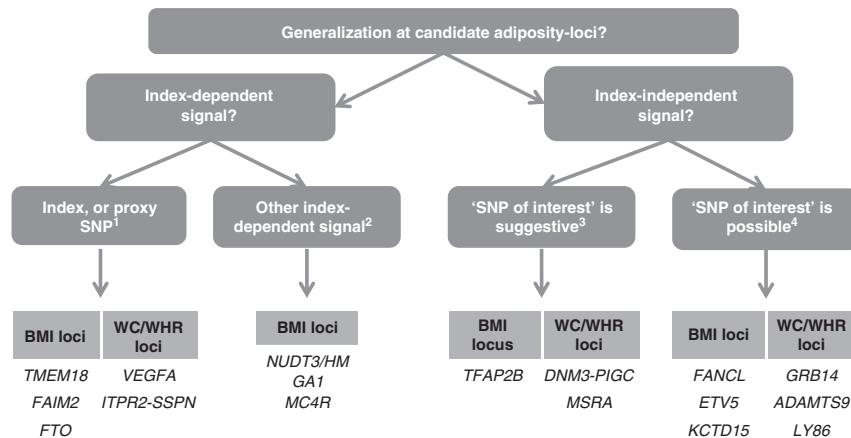 Generalization at candidate adiposity-loci?
Index-dependent
signal?
Index-independent
signal?
Index, or proxy
SNP1
Other index-
dependent signal2
'SNP of interest' is
suggestive3
'SNP of interest' is
possible4
BMI loci
WC/WHR
loci
TMEM18
VEGFA
FAIM2
ITPR2-SSPN
FTO
BMI loci
NUDT3/HM
GA1
MC4R
BMI
locus
WC/WHR
loci
TFAP2B
DNM3-PIGC
MSRA
BMI loci
WC/WHR
loci
FANCL
GRB14
ETV5
ADAMTS9
KCTD15
LY86